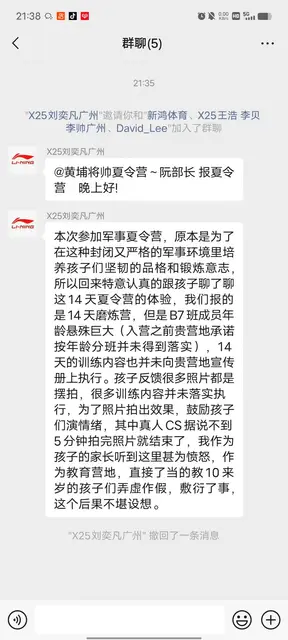 21:38
0.00
KB/S
HD
5G
群聊(5)
21:35
"X25刘奕凡广州"邀请你和"新鸿体育、X25王浩 李贝
李帅广州、David_Lee"加入了群聊
X25刘奕凡广州
LI-NING
@黄埔将帅夏令营～阮部长 报夏令
营 晚上好!
X25刘奕凡广州
LI-NING
本次参加军事夏令营，原本是为了
在这种封闭又严格的军事环境里培
养孩子们坚韧的品格和锻炼意志，
所以回来特意认真的跟孩子聊了聊
这14天夏令营的体验，我们报的
是14天磨炼营，但是B7班成员年
龄悬殊巨大（入营之前贵营地承诺
按年龄分班并未得到落实），14
天的训练内容也并未向贵营地宣传
册上执行。孩子反馈很多照片都是
摆拍，很多训练内容并未落实执
行，为了照片拍出效果，鼓励孩子
们演情绪，其中真人CS据说不到
5分钟拍完照片就结束了，我作为
孩子的家长听到这里甚为愤怒，作
为教育营地，直接了当的教10来
岁的孩子们弄虚作假，敷衍了事，
这个后果不堪设想。
"X25刘奕凡广州" 撤回了一条消息